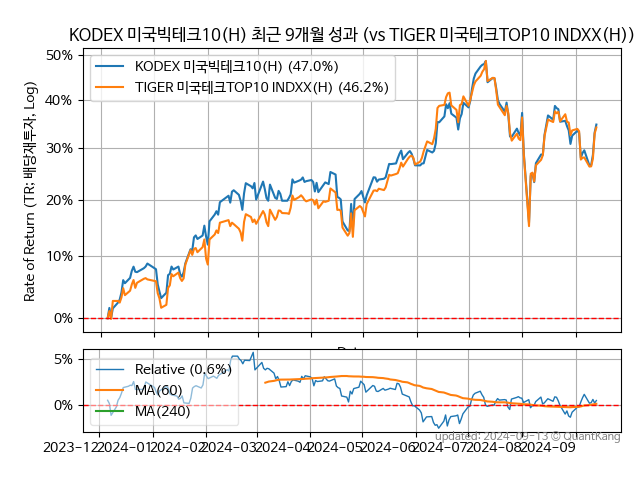 KODEX 미국빅테크10(H) 최근 9개월 성과 (vs TIGER 미국테크TOP10 INDXX(H))
50%
40%
30%
20%
10%
0%
Rate of Return (TR: 배당재투자, Log)
KODEX 미국빅테크10(H) (47.0%)
TIGER 미국테크TOP10 INDXX(H) (46.2%)
5%
0%
Relative (0.6%)
MA(60)
MA(240)
updated: 2024-09-13 © QuantKang
2023-12 2024-01 2024-02 2024-03 2024-04 2024-05 2024-06 2024-07 2024-08 2024-09